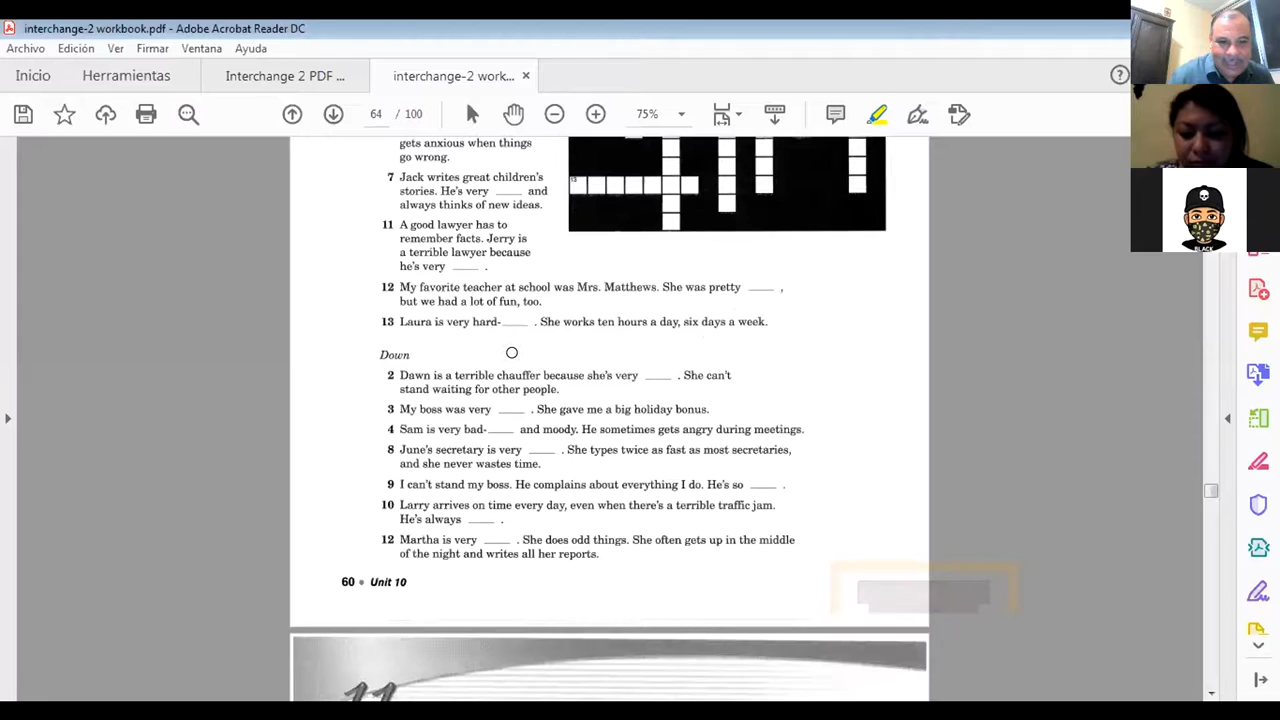 interchange-2 workbook.pdf - Adobe Acrobat Reader DC
Archivo Edición Ver Firmar Ventana Ayuda
Inicio Herramientas Interchange 2 PDF ... interchange-2 work... ×
64 / 100 75%
gets anxious when things
go wrong.
7 Jack writes great children's
stories. He's very ____ and
always thinks of new ideas.
11 A good lawyer has to
remember facts. Jerry is
a terrible lawyer because
he's very ____ .
12 My favorite teacher at school was Mrs. Matthews. She was pretty ____ ,
but we had a lot of fun, too.
13 Laura is very hard-____ . She works ten hours a day, six days a week.
Down
2 Dawn is a terrible chauffer because she's very ____ . She can't
stand waiting for other people.
3 My boss was very ____ . She gave me a big holiday bonus.
4 Sam is very bad-____ and moody. He sometimes gets angry during meetings.
8 June's secretary is very ____ . She types twice as fast as most secretaries,
and she never wastes time.
9 I can't stand my boss. He complains about everything I do. He's so ____ .
10 Larry arrives on time every day, even when there's a terrible traffic jam.
He's always ____ .
12 Martha is very ____ . She does odd things. She often gets up in the middle
of the night and writes all her reports.
60 • Unit 10
11
13
BLACK